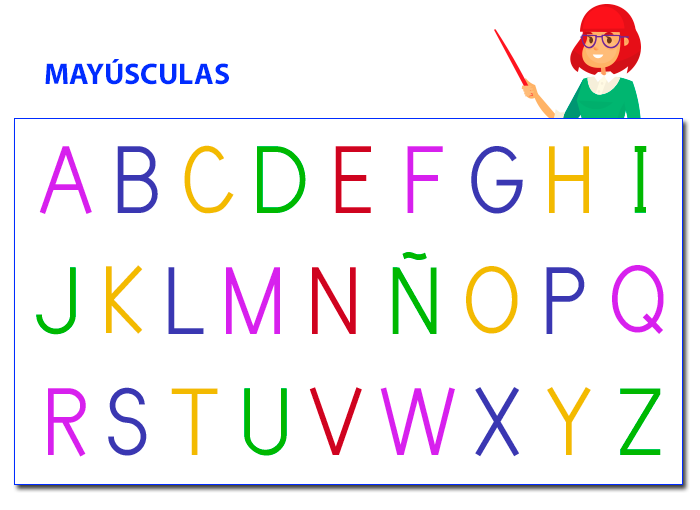 MAYÚSCULAS
A B C D E F G H I
J K L M N Ñ O P Q
R S T U V W X Y Z